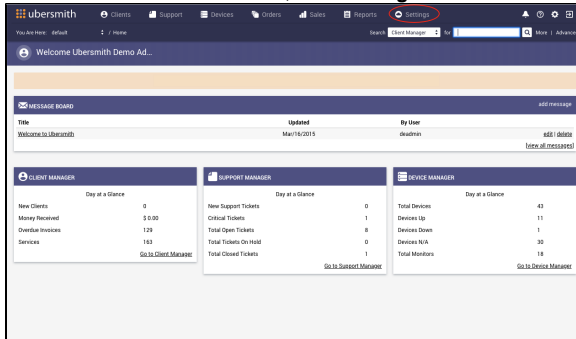 ubersmith Clients Support Devices Orders Sales Reports Settings
You Are Here: default / Home Search Client Manager for More | Advance
Welcome Ubersmith Demo Ad...
MESSAGE BOARD add message
Title Updated By User
Welcome to Ubersmith Mar/16/2015 deadmin edit | delete
[view all messages]
CLIENT MANAGER
Day at a Glance
New Clients 0
Money Received $ 0.00
Overdue Invoices 129
Services 163
Go to Client Manager
SUPPORT MANAGER
Day at a Glance
New Support Tickets 0
Critical Tickets 1
Total Open Tickets 8
Total Tickets On Hold 0
Total Closed Tickets 1
Go to Support Manager
DEVICE MANAGER
Day at a Glance
Total Devices 43
Devices Up 11
Devices Down 1
Devices N/A 30
Total Monitors 18
Go to Device Manager